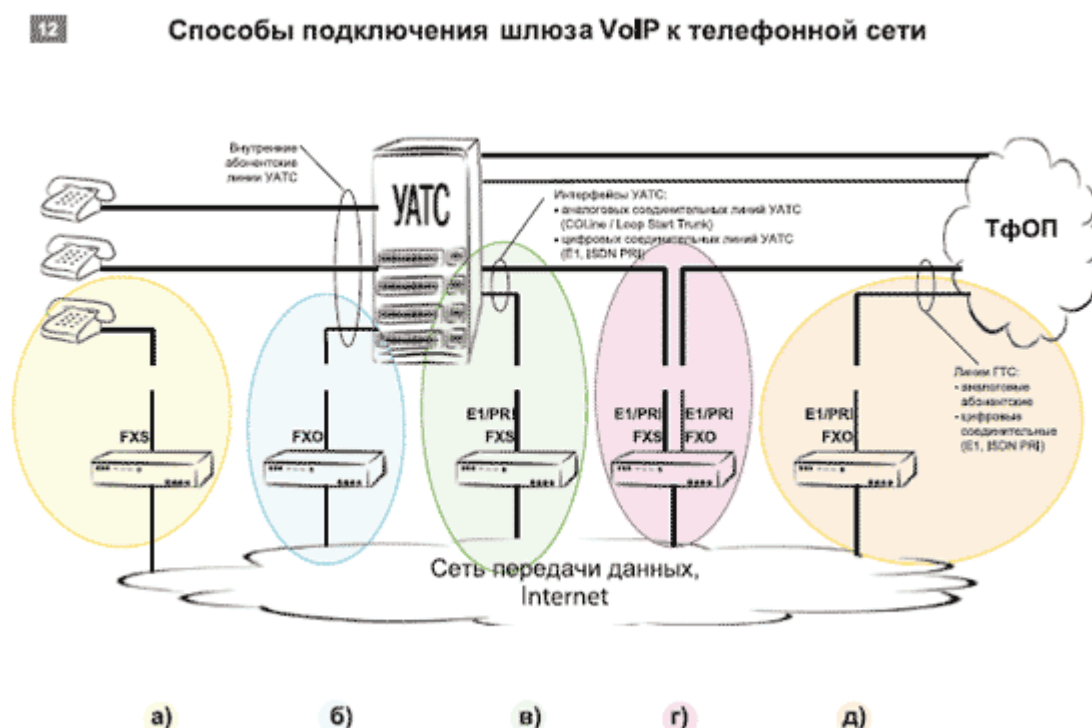 12
Способы подключения шлюза VoIP к телефонной сети
Внутренние
абонентские
линии УАТС
УАТС
Интерфейсы УАТС:
• аналоговых соединительных линий УАТС
(COLine / Loop Start Trunk)
• цифровых соединительных линий УАТС
(E1, ISDN PRI)
ТфОП
Линии ГТС:
- аналоговые
абонентские
- цифровые
соединительные
(E1, ISDN PRI)
FXS
FXO
E1/PRI
FXS
E1/PRI
FXS
E1/PRI
FXO
E1/PRI
FXO
Сеть передачи данных,
Internet
а) б) в) г) д)